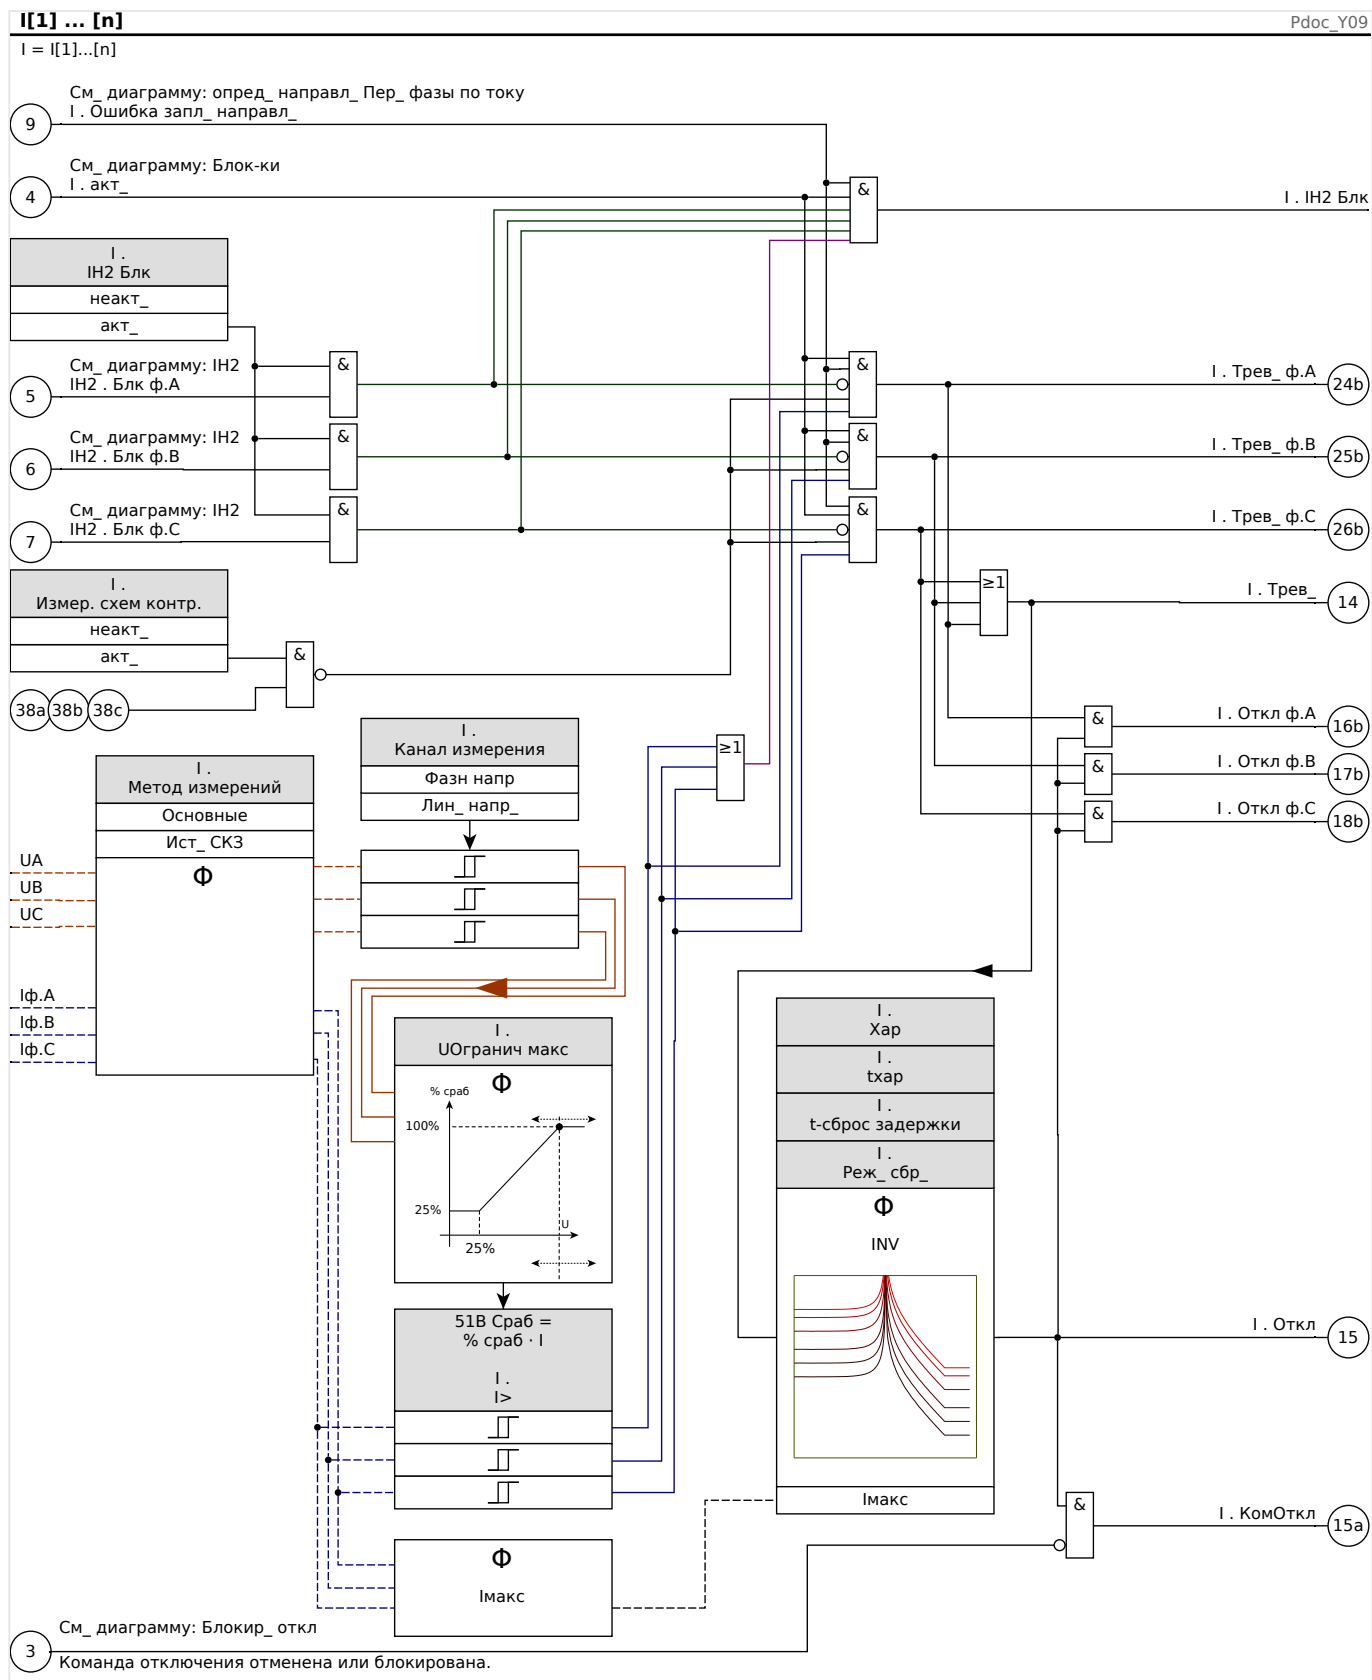 I[1] ... [n]
Pdoc_Y09
I = I[1]...[n]
См_ диаграмму: опред_ направл_ Пер_ фазы по току
I . Ошибка запл_ направл_
9
См_ диаграмму: Блок-ки
I . акт_
4
&
I . IH2 Блк
I .
IH2 Блк
неакт_
акт_
См_ диаграмму: IH2
IH2 . Блк ф.A
5
&
&
I . Трев_ ф.A
24b
См_ диаграмму: IH2
IH2 . Блк ф.B
6
&
&
I . Трев_ ф.B
25b
См_ диаграмму: IH2
IH2 . Блк ф.C
7
&
&
I . Трев_ ф.C
26b
I .
Измер. схем контр.
неакт_
акт_
&
≥1
I . Трев_
14
38a 38b 38c
I .
Канал измерения
Фазн напр
Лин_ напр_
≥1
&
I . Откл ф.A
16b
&
I . Откл ф.B
17b
&
I . Откл ф.C
18b
I .
Метод измерений
Основные
Ист_ СКЗ
Ф
UA
UB
UC
Iф.A
Iф.B
Iф.C
I .
UОгранич макс
Ф
% сраб
100%
25%
U
25%
I .
Хар
I .
tхар
I .
t-сброс задержки
I .
Реж_ сбр_
Ф
INV
Iмакс
51В Сраб =
% сраб · I
I .
I>
I . Откл
15
Ф
Iмакс
&
I . КомОткл
15a
См_ диаграмму: Блокир_ откл
3
Команда отключения отменена или блокирована.